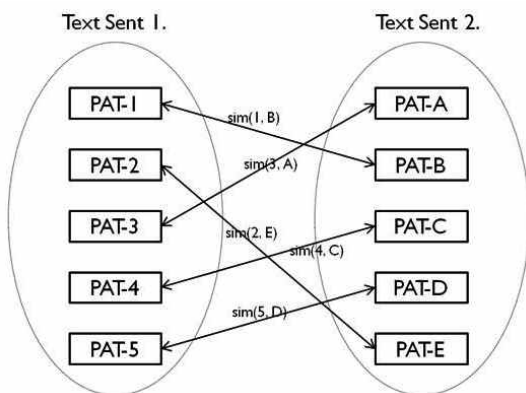 Text Sent 1.
Text Sent 2.
PAT-1
PAT-A
sim(1, B)
PAT-2
sim(3, A)
PAT-B
PAT-3
sim(2, E)
PAT-C
sim(4, C)
PAT-4
PAT-D
sim(5, D)
PAT-5
PAT-E